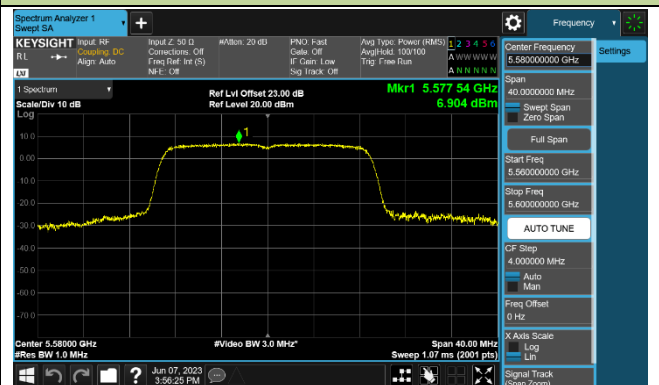 Spectrum Analyzer 1
Swept SA
Frequency
KEYSIGHT
RL
LXI
Input: RF
Coupling: DC
Align: Auto
Input Z: 50 Ω
Corrections: Off
Freq Ref: Int (S)
NFE: Off
#Atten: 20 dB
PNO: Fast
Gate: Off
IF Gain: Low
Sig Track: Off
Avg Type: Power (RMS)
Avg|Hold: 100/100
Trig: Free Run
1 2 3 4 5 6
A W W W W W
A N N N N N
1 Spectrum
Scale/Div 10 dB
Log
Ref Lvl Offset 23.00 dB
Ref Level 20.00 dBm
Mkr1 5.577 54 GHz
6.904 dBm
1
10.0
0.00
-10.0
-20.0
-30.0
-40.0
-50.0
-60.0
-70.0
Center 5.58000 GHz
#Res BW 1.0 MHz
#Video BW 3.0 MHz*
Span 40.00 MHz
Sweep 1.07 ms (2001 pts)
Center Frequency
5.580000000 GHz
Settings
Span
40.0000000 MHz
Swept Span
Zero Span
Full Span
Start Freq
5.560000000 GHz
Stop Freq
5.600000000 GHz
AUTO TUNE
CF Step
4.000000 MHz
Auto
Man
Freq Offset
0 Hz
X Axis Scale
Log
Lin
Signal Track
(Span Zoom)
?
Jun 07, 2023
3:56:25 PM